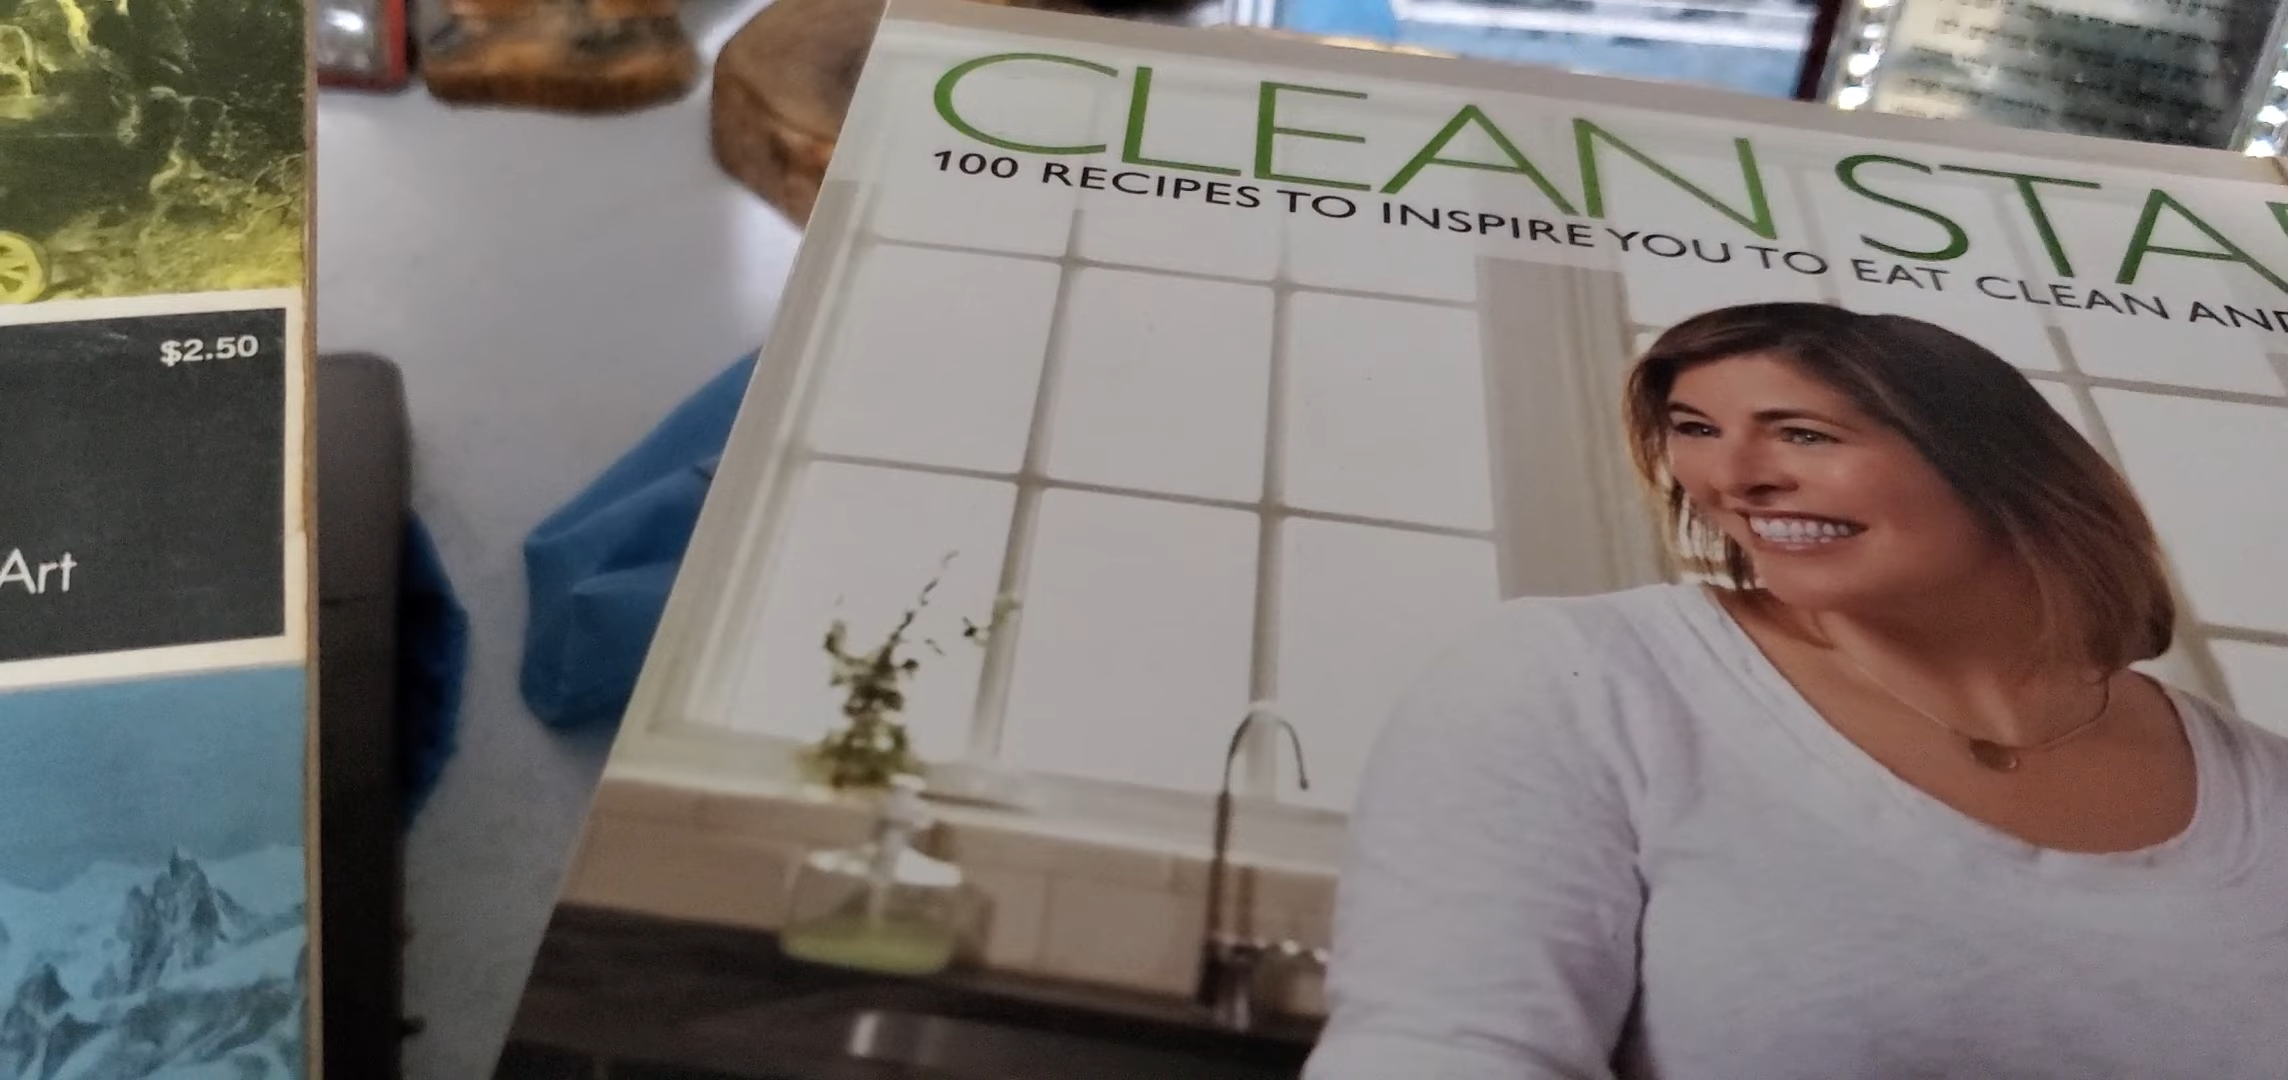 $2.50
Art
CLEAN STA
100 RECIPES TO INSPIRE YOU TO EAT CLEAN AND